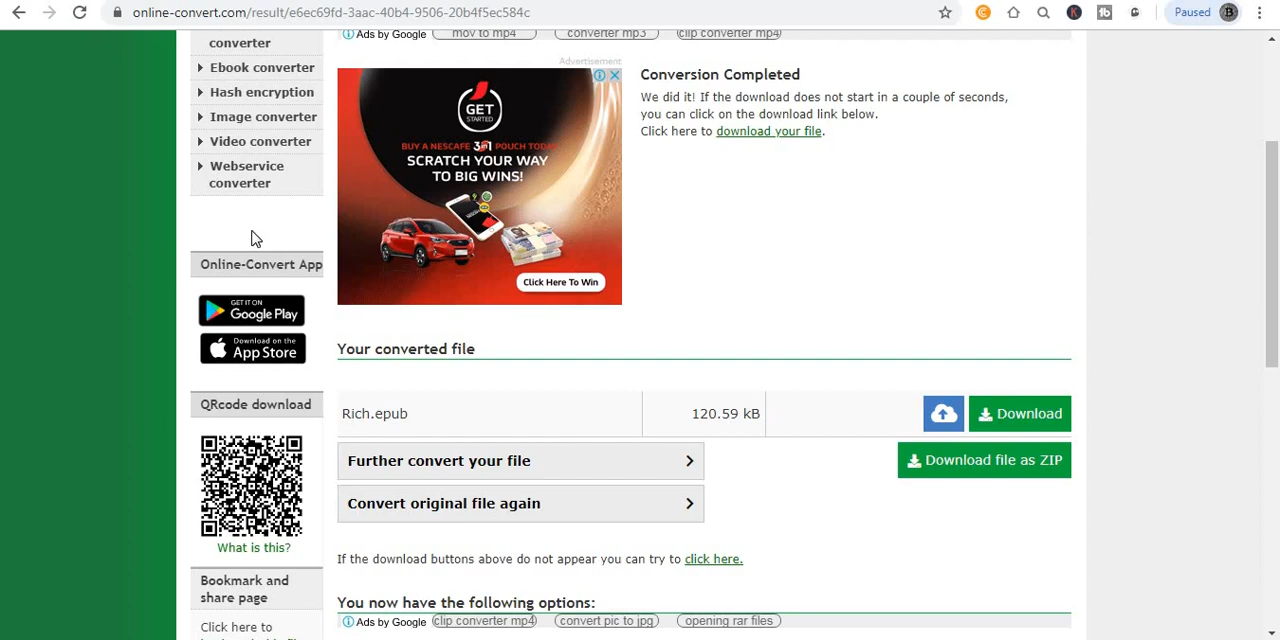 online-convert.com/result/e6ec69fd-3aac-40b4-9506-20b4f5ec584c
Paused
converter
Ebook converter
Hash encryption
Image converter
Video converter
Webservice
converter
Online-Convert App
GET IT ON
Google Play
Download on the
App Store
QRcode download
What is this?
Bookmark and
share page
Click here to
Ads by Google
mov to mp4
converter mp3
clip converter mp4
Advertisement
GET
STARTED
BUY A NESCAFE 3in1 POUCH TODAY
SCRATCH YOUR WAY
TO BIG WINS!
Click Here To Win
Conversion Completed
We did it! If the download does not start in a couple of seconds,
you can click on the download link below.
Click here to download your file.
Your converted file
Rich.epub
120.59 kB
Download
Further convert your file
Download file as ZIP
Convert original file again
If the download buttons above do not appear you can try to click here.
You now have the following options:
Ads by Google
clip converter mp4
convert pic to jpg
opening rar files